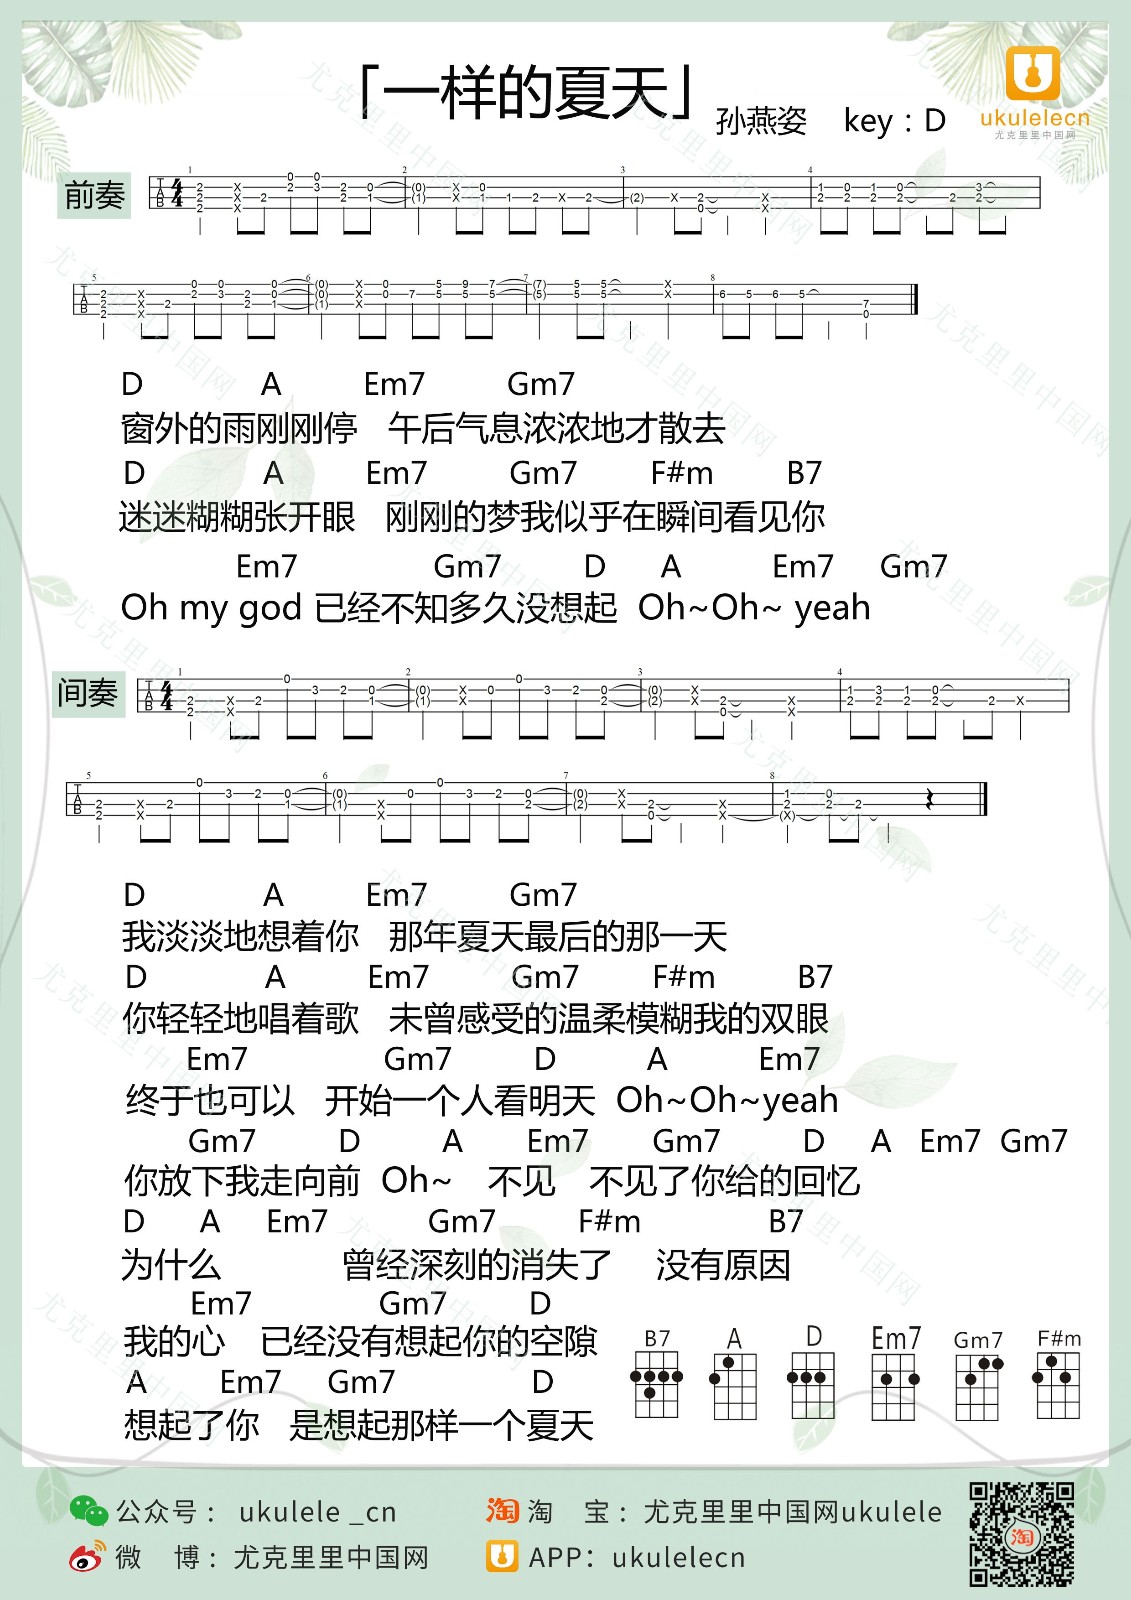 「一样的夏天」
孙燕姿 key：D
ukulelecn
尤克里里中国网
前奏
D A Em7 Gm7
窗外的雨刚刚停 午后气息浓浓地才散去
D A Em7 Gm7 F#m B7
迷迷糊糊张开眼 刚刚的梦我似乎在瞬间看见你
Em7 Gm7 D A Em7 Gm7
Oh my god 已经不知多久没想起 Oh~Oh~ yeah
间奏
D A Em7 Gm7
我淡淡地想着你 那年夏天最后的那一天
D A Em7 Gm7 F#m B7
你轻轻地唱着歌 未曾感受的温柔模糊我的双眼
Em7 Gm7 D A Em7
终于也可以 开始一个人看明天 Oh~Oh~yeah
Gm7 D A Em7 Gm7 D A Em7 Gm7
你放下我走向前 Oh~ 不见 不见了你给的回忆
D A Em7 Gm7 F#m B7
为什么 曾经深刻的消失了 没有原因
Em7 Gm7 D
我的心 已经没有想起你的空隙
A Em7 Gm7 D
想起了你 是想起那样一个夏天
B7 A D Em7 Gm7 F#m
公众号： ukulele _cn
淘 淘 宝：尤克里里中国网ukulele
微 博：尤克里里中国网
APP：ukulelecn
淘